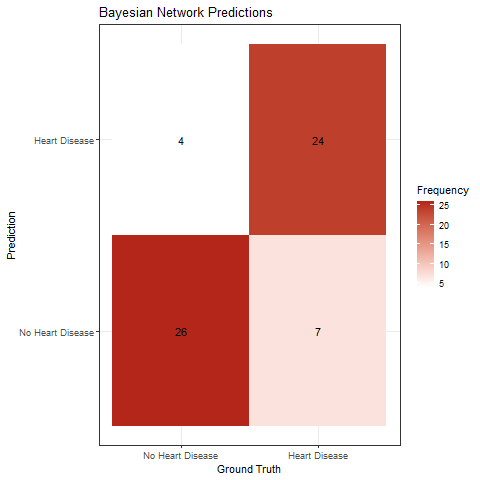 Bayesian Network Predictions
Heart Disease
4
24
Prediction
No Heart Disease
26
7
No Heart Disease
Heart Disease
Ground Truth
Frequency
25
20
15
10
5